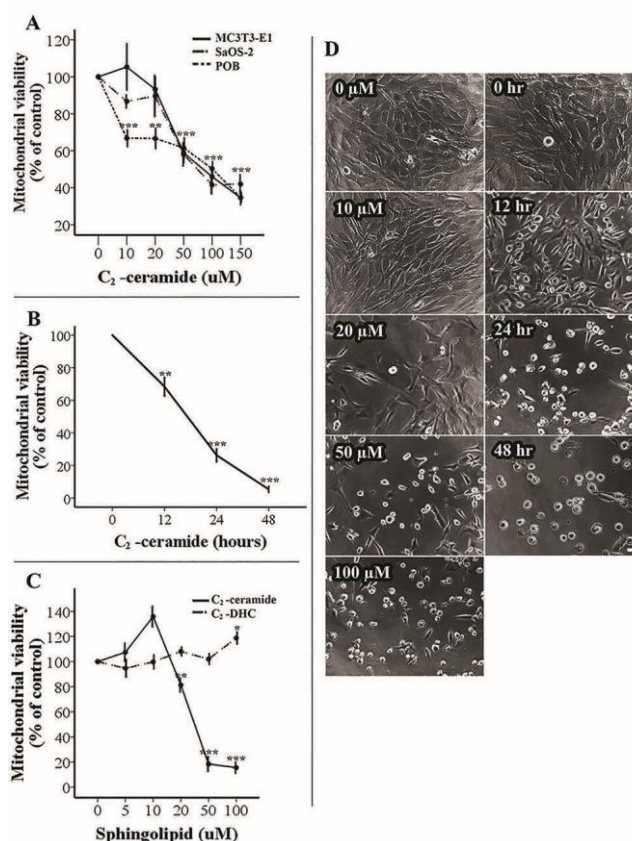 A
MC3T3-E1
SaOS-2
POB
Mitochondrial viability
(% of control)
120
100
80
60
40
20
***
**
***
***
***
0 10 20 50 100 150
C₂ -ceramide (uM)
B
Mitochondrial viability
(% of control)
100
80
60
40
20
0
**
***
***
0 12 24 48
C₂ -ceramide (hours)
C
C₂ -ceramide
C₂ -DHC
Mitochondrial viability
(% of control)
140
120
100
80
60
40
20
0
*
**
***
***
0 5 10 20 50 100
Sphingolipid (uM)
D
0 µM
0 hr
10 µM
12 hr
20 µM
24 hr
50 µM
48 hr
100 µM